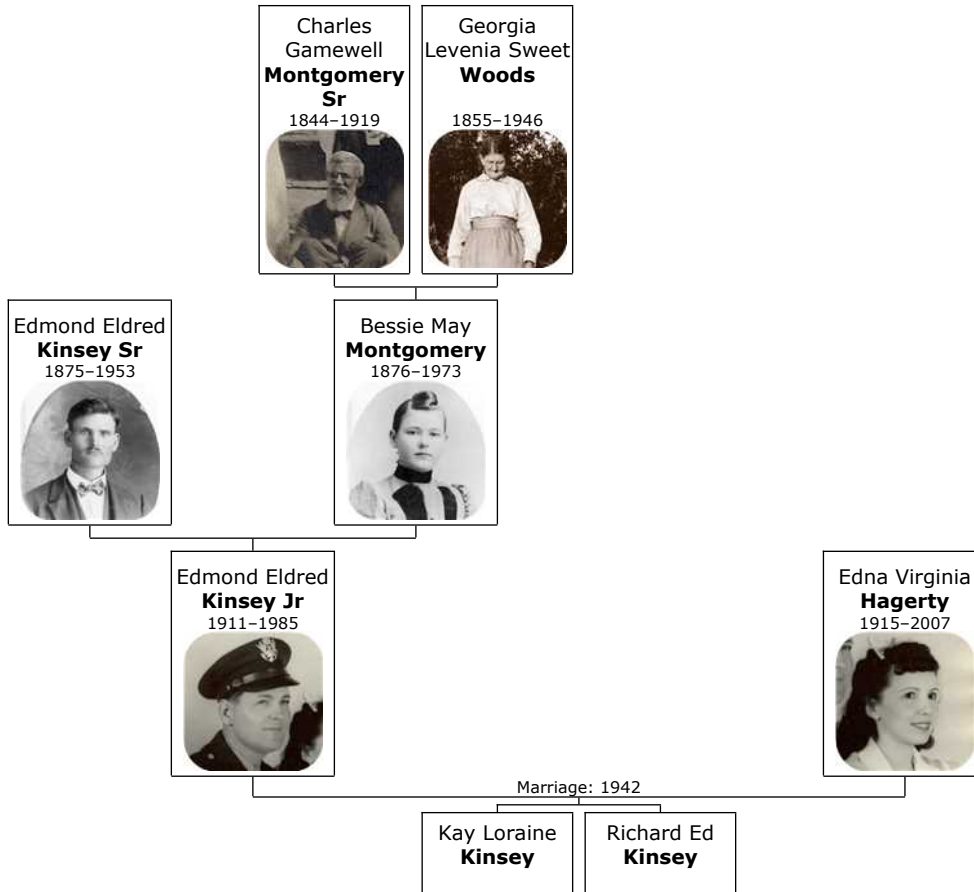 Charles
Gamewell
Montgomery
Sr
1844–1919
Georgia
Levenia Sweet
Woods
1855–1946
Edmond Eldred
Kinsey Sr
1875–1953
Bessie May
Montgomery
1876–1973
Edmond Eldred
Kinsey Jr
1911–1985
Edna Virginia
Hagerty
1915–2007
Marriage: 1942
Kay Loraine
Kinsey
Richard Ed
Kinsey